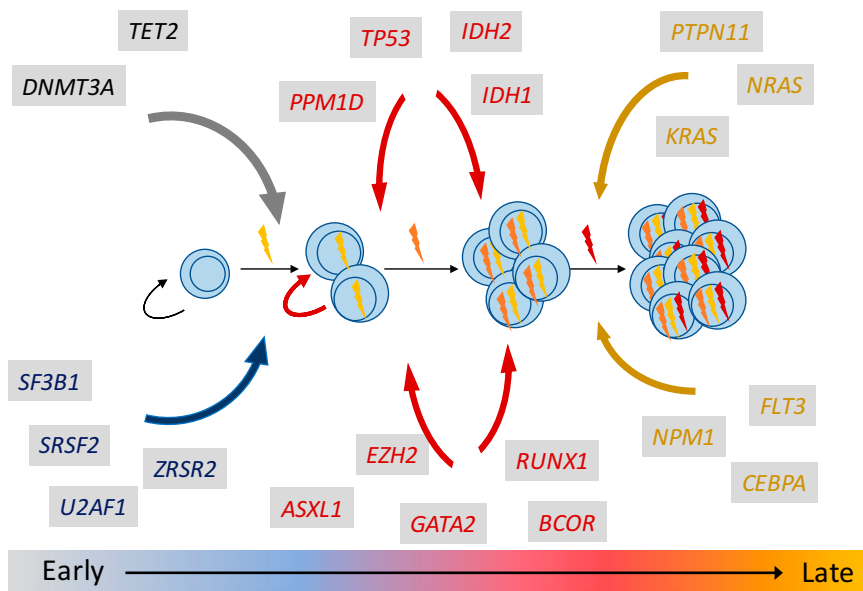 TET2
DNMT3A
TP53
IDH2
PPM1D
IDH1
PTPN11
NRAS
KRAS
SF3B1
SRSF2
ZRSR2
U2AF1
EZH2
ASXL1
GATA2
RUNX1
BCOR
FLT3
NPM1
CEBPA
Early
Late